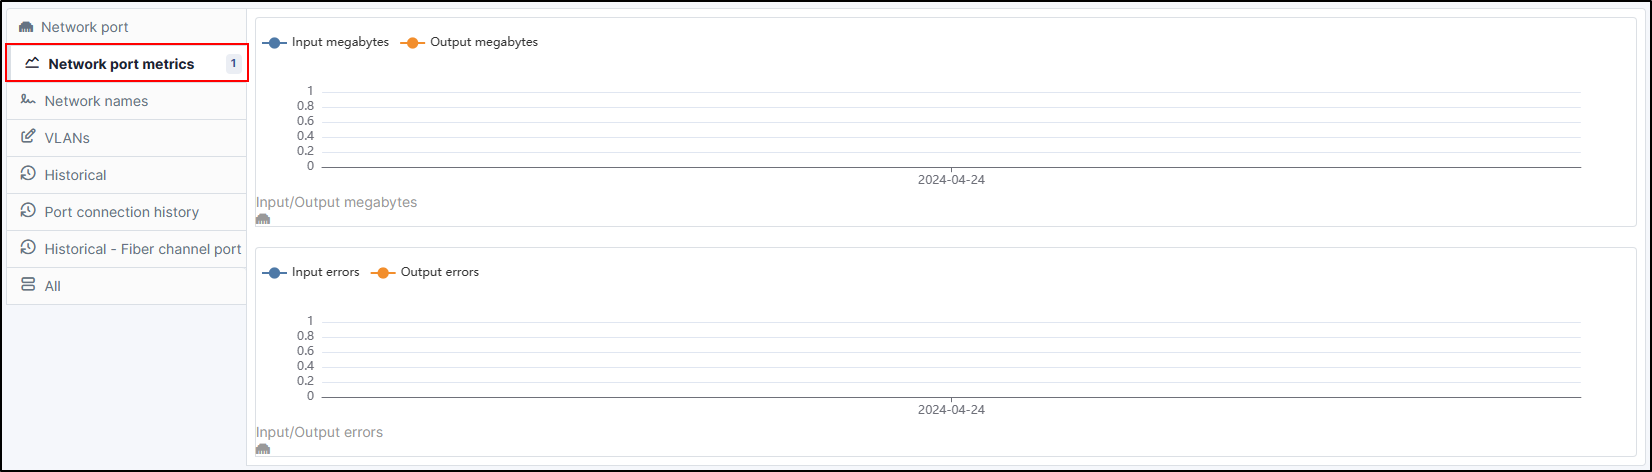 Network port
Network port metrics 1
Network names
VLANs
Historical
Port connection history
Historical - Fiber channel port
All
Input megabytes Output megabytes
1
0.8
0.6
0.4
0.2
0
2024-04-24
Input/Output megabytes
Input errors Output errors
1
0.8
0.6
0.4
0.2
0
2024-04-24
Input/Output errors